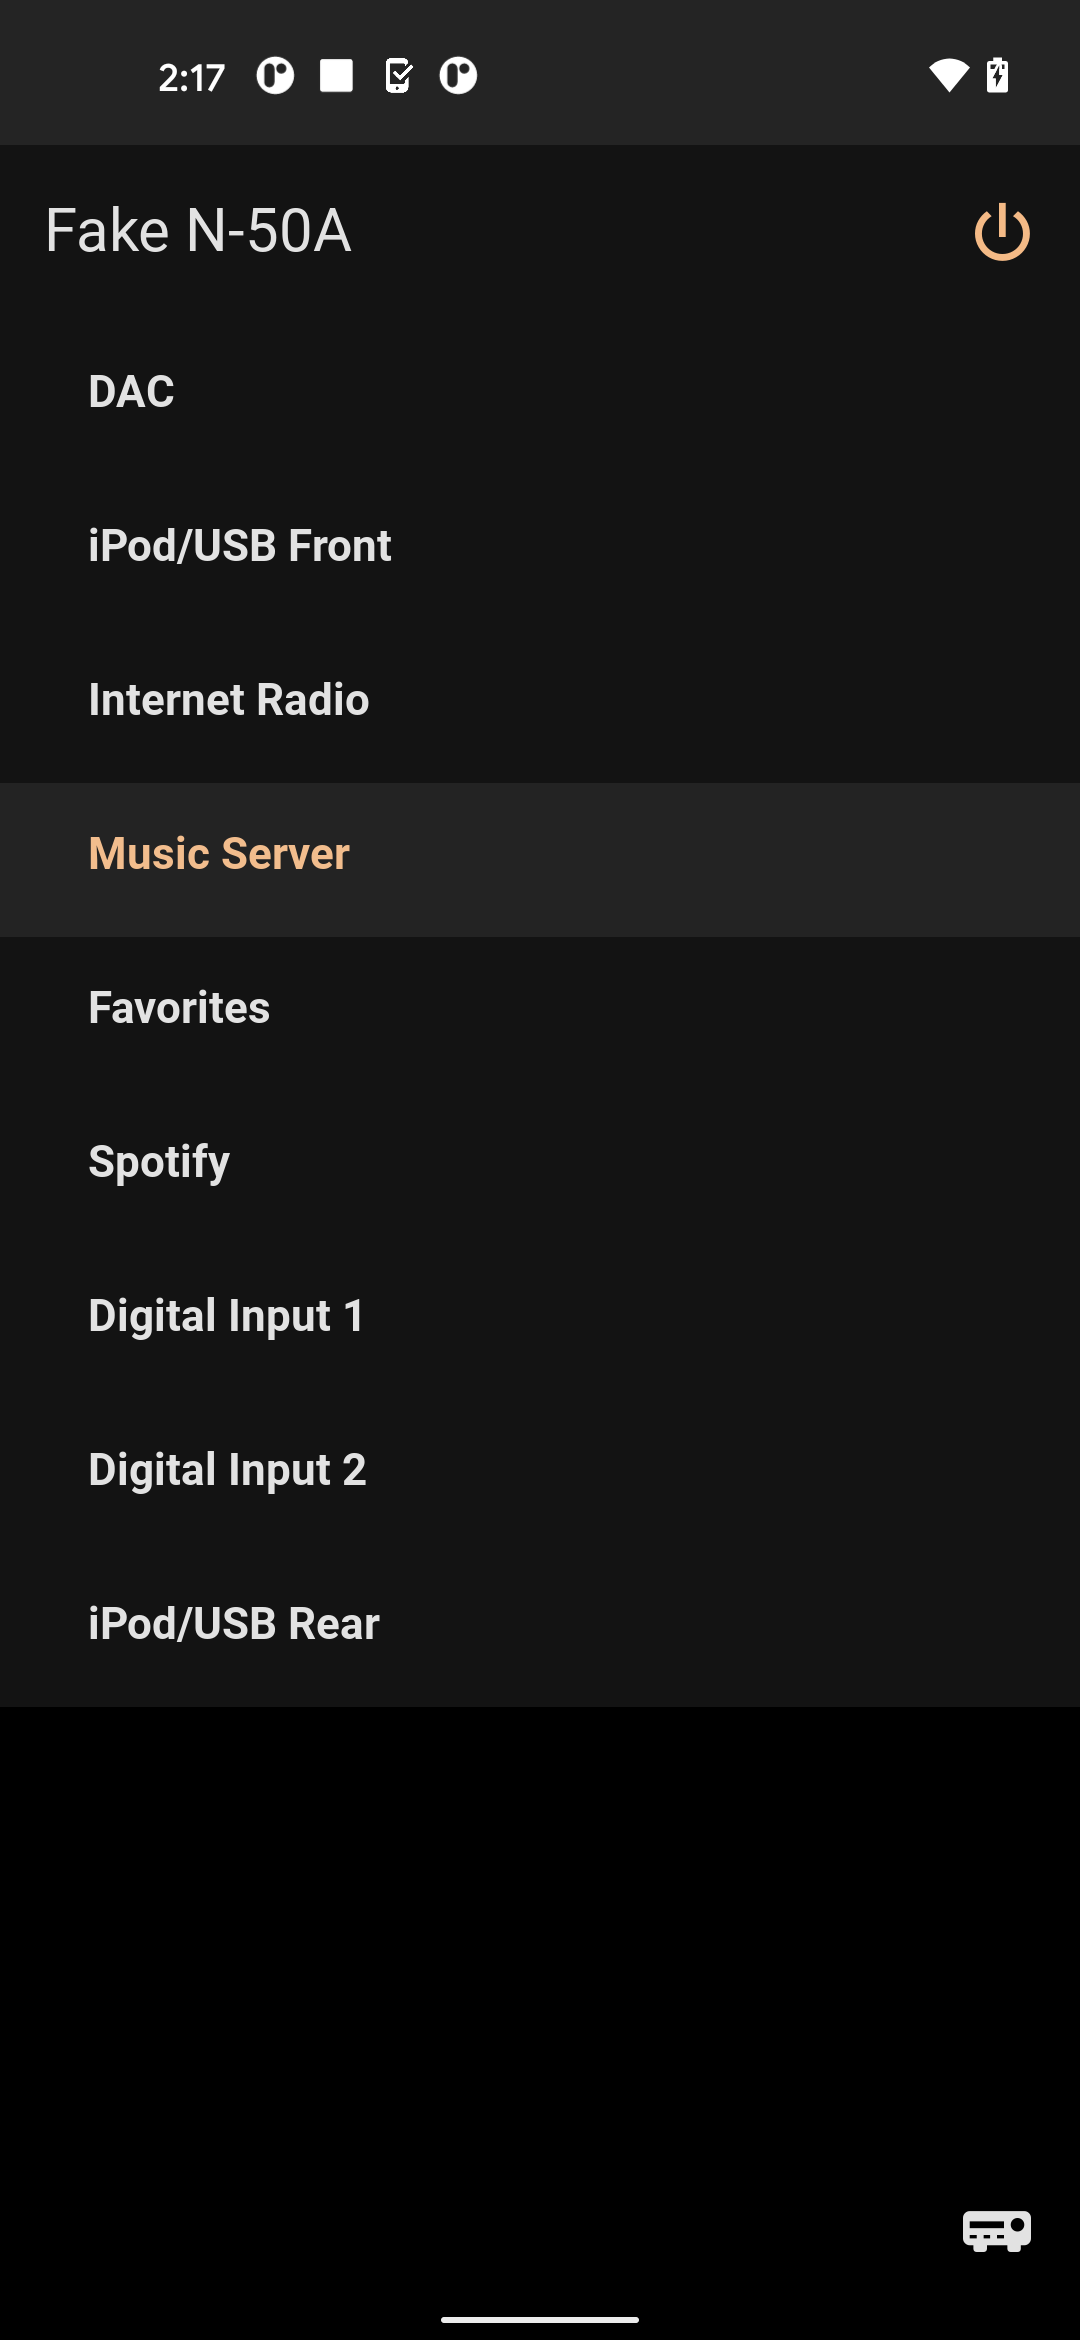 2:17
Fake N-50A
DAC
iPod/USB Front
Internet Radio
Music Server
Favorites
Spotify
Digital Input 1
Digital Input 2
iPod/USB Rear